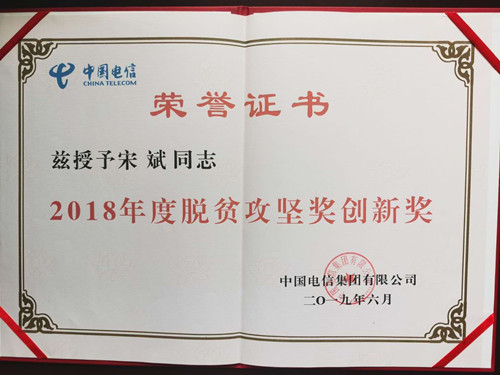 中国电信
CHINA TELECOM
荣誉证书
兹授予宋 斌同志
2018年度脱贫攻坚奖创新奖
中国电信集团有限公司
二〇一九年六月